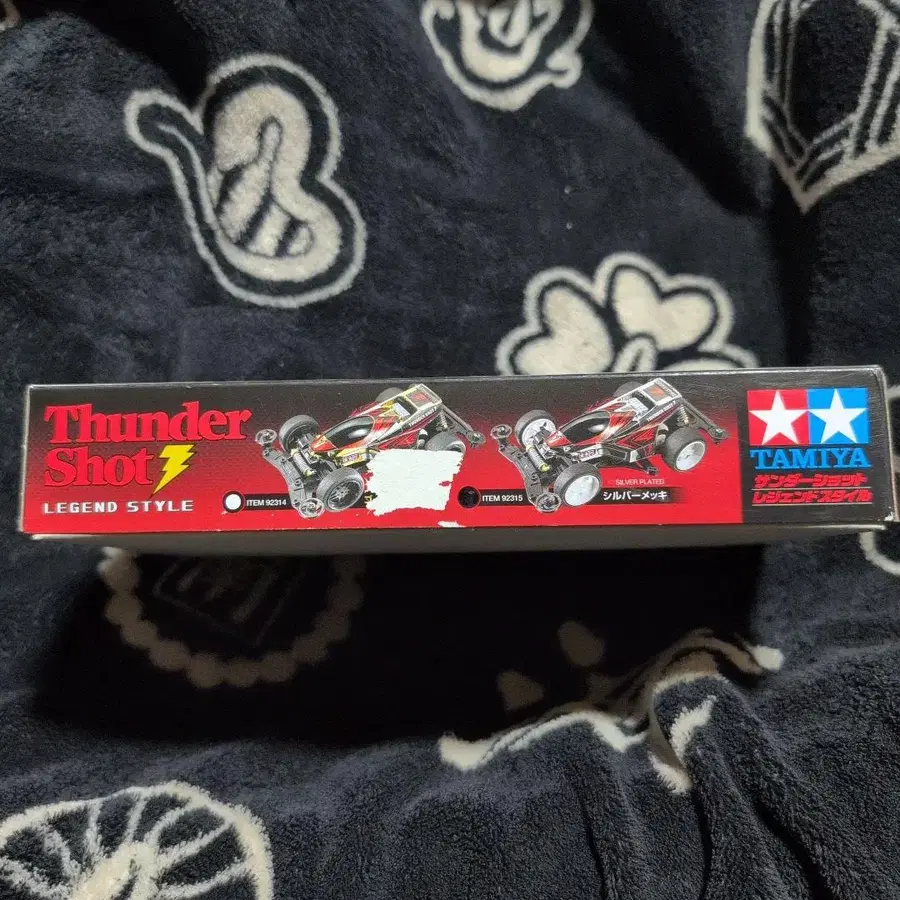 Thunder
Shot
LEGEND STYLE
ITEM 92314
ITEM 92315
SILVER PLATED
シルバーメッキ
TAMIYA
サンダーショット
レジェンドスタイル